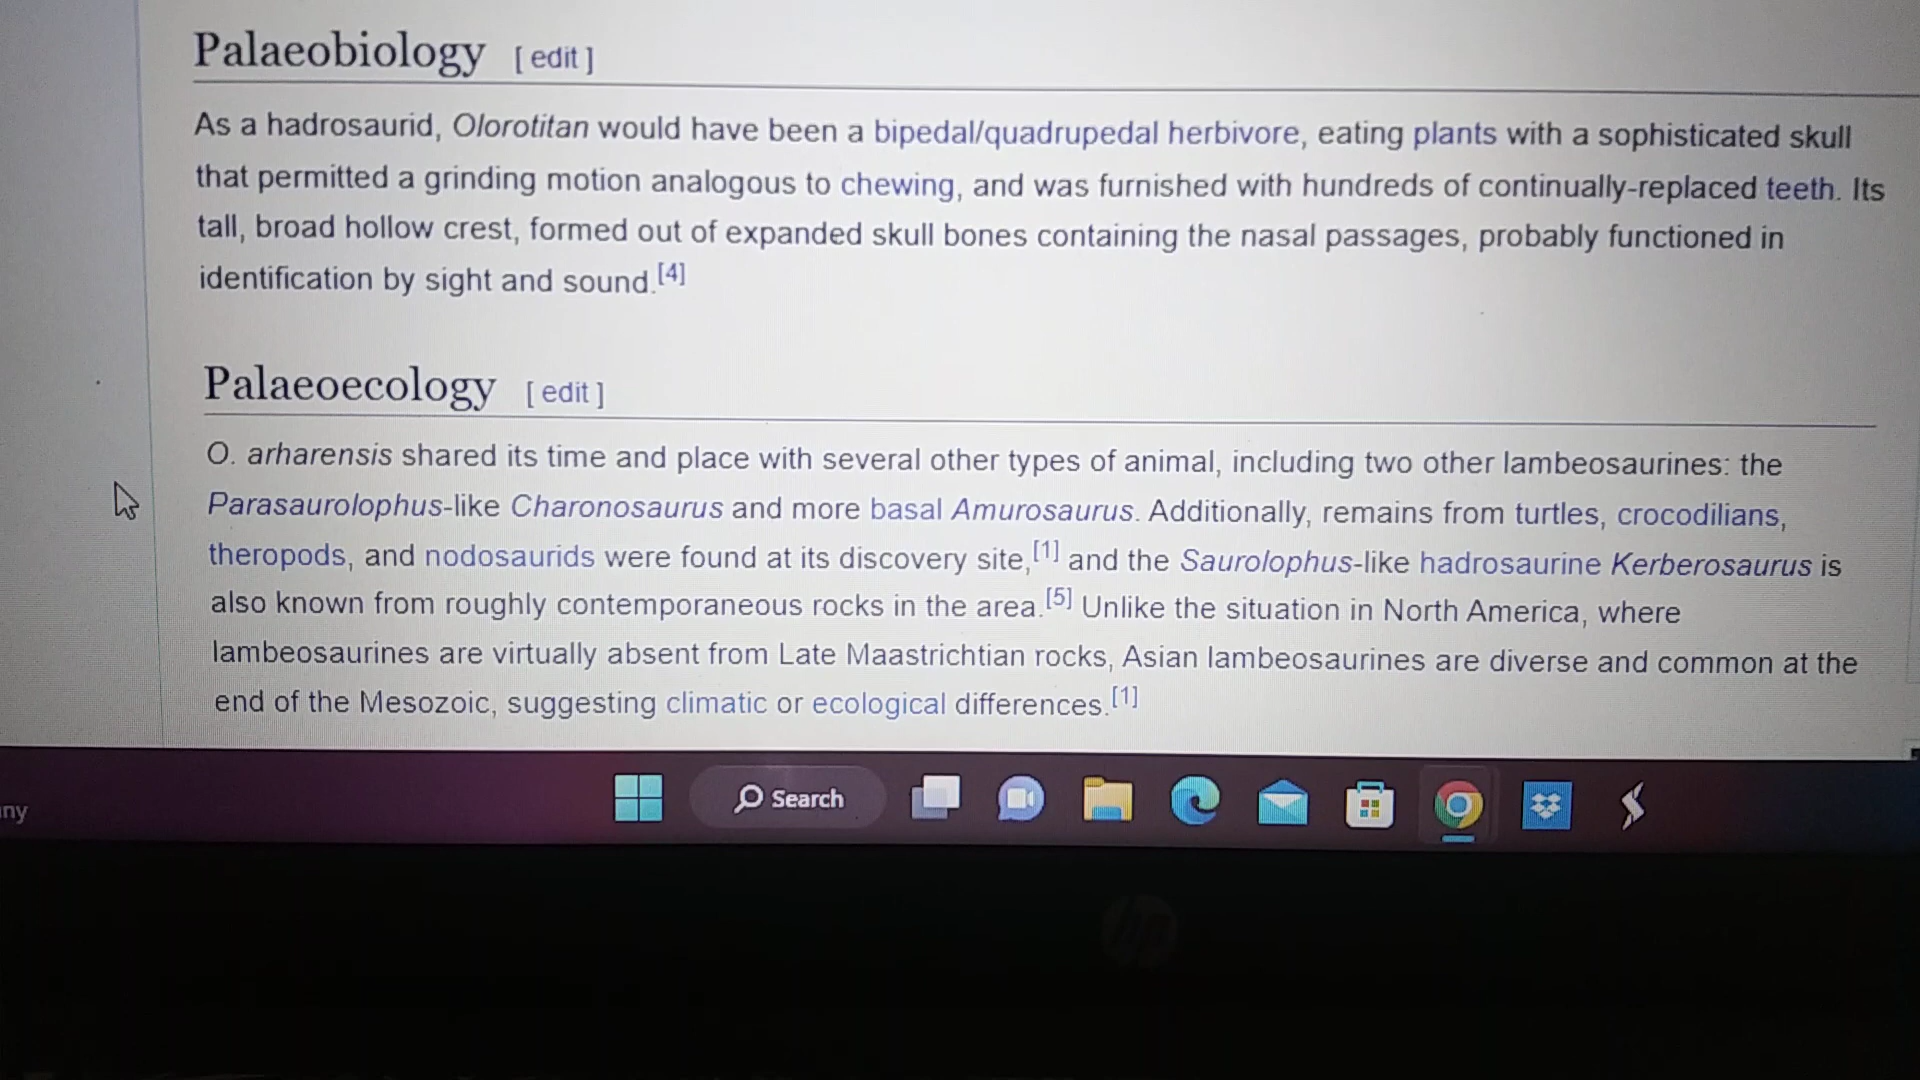 Palaeobiology [ edit ]
As a hadrosaurid, Olorotitan would have been a bipedal/quadrupedal herbivore, eating plants with a sophisticated skull
that permitted a grinding motion analogous to chewing, and was furnished with hundreds of continually-replaced teeth. Its
tall, broad hollow crest, formed out of expanded skull bones containing the nasal passages, probably functioned in
identification by sight and sound.[4]
Palaeoecology [ edit ]
O. arharensis shared its time and place with several other types of animal, including two other lambeosaurines: the
Parasaurolophus-like Charonosaurus and more basal Amurosaurus. Additionally, remains from turtles, crocodilians,
theropods, and nodosaurids were found at its discovery site,[1] and the Saurolophus-like hadrosaurine Kerberosaurus is
also known from roughly contemporaneous rocks in the area.[5] Unlike the situation in North America, where
lambeosaurines are virtually absent from Late Maastrichtian rocks, Asian lambeosaurines are diverse and common at the
end of the Mesozoic, suggesting climatic or ecological differences.[1]
ny
Search
hp